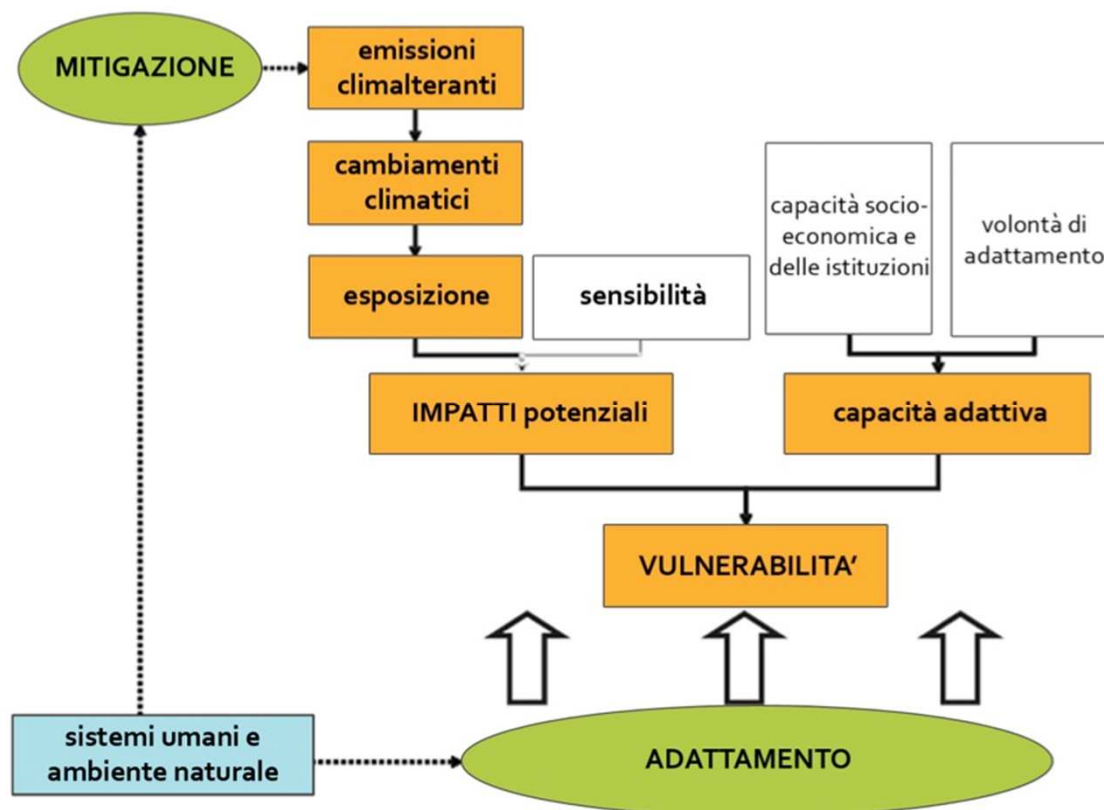 MITIGAZIONE
emissioni
climalteranti
cambiamenti
climatici
esposizione
sensibilità
capacità socio-
economica e
delle istituzioni
volontà di
adattamento
IMPATTI potenziali
capacità adattiva
VULNERABILITA’
sistemi umani e
ambiente naturale
ADATTAMENTO